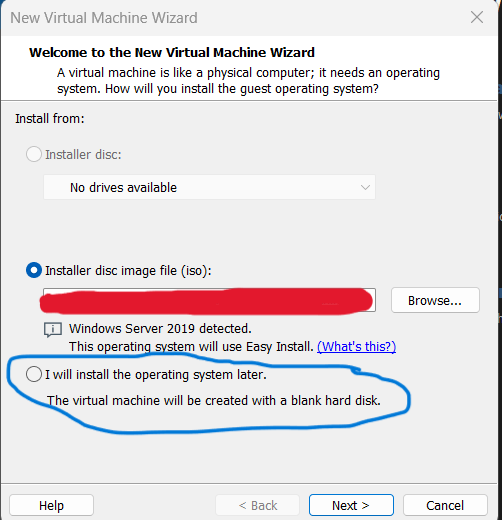 New Virtual Machine Wizard
Welcome to the New Virtual Machine Wizard
A virtual machine is like a physical computer; it needs an operating
system. How will you install the guest operating system?
Install from:
Installer disc:
No drives available
Installer disc image file (iso):
Browse...
Windows Server 2019 detected.
This operating system will use Easy Install. (What's this?)
I will install the operating system later.
The virtual machine will be created with a blank hard disk.
Help
< Back
Next >
Cancel